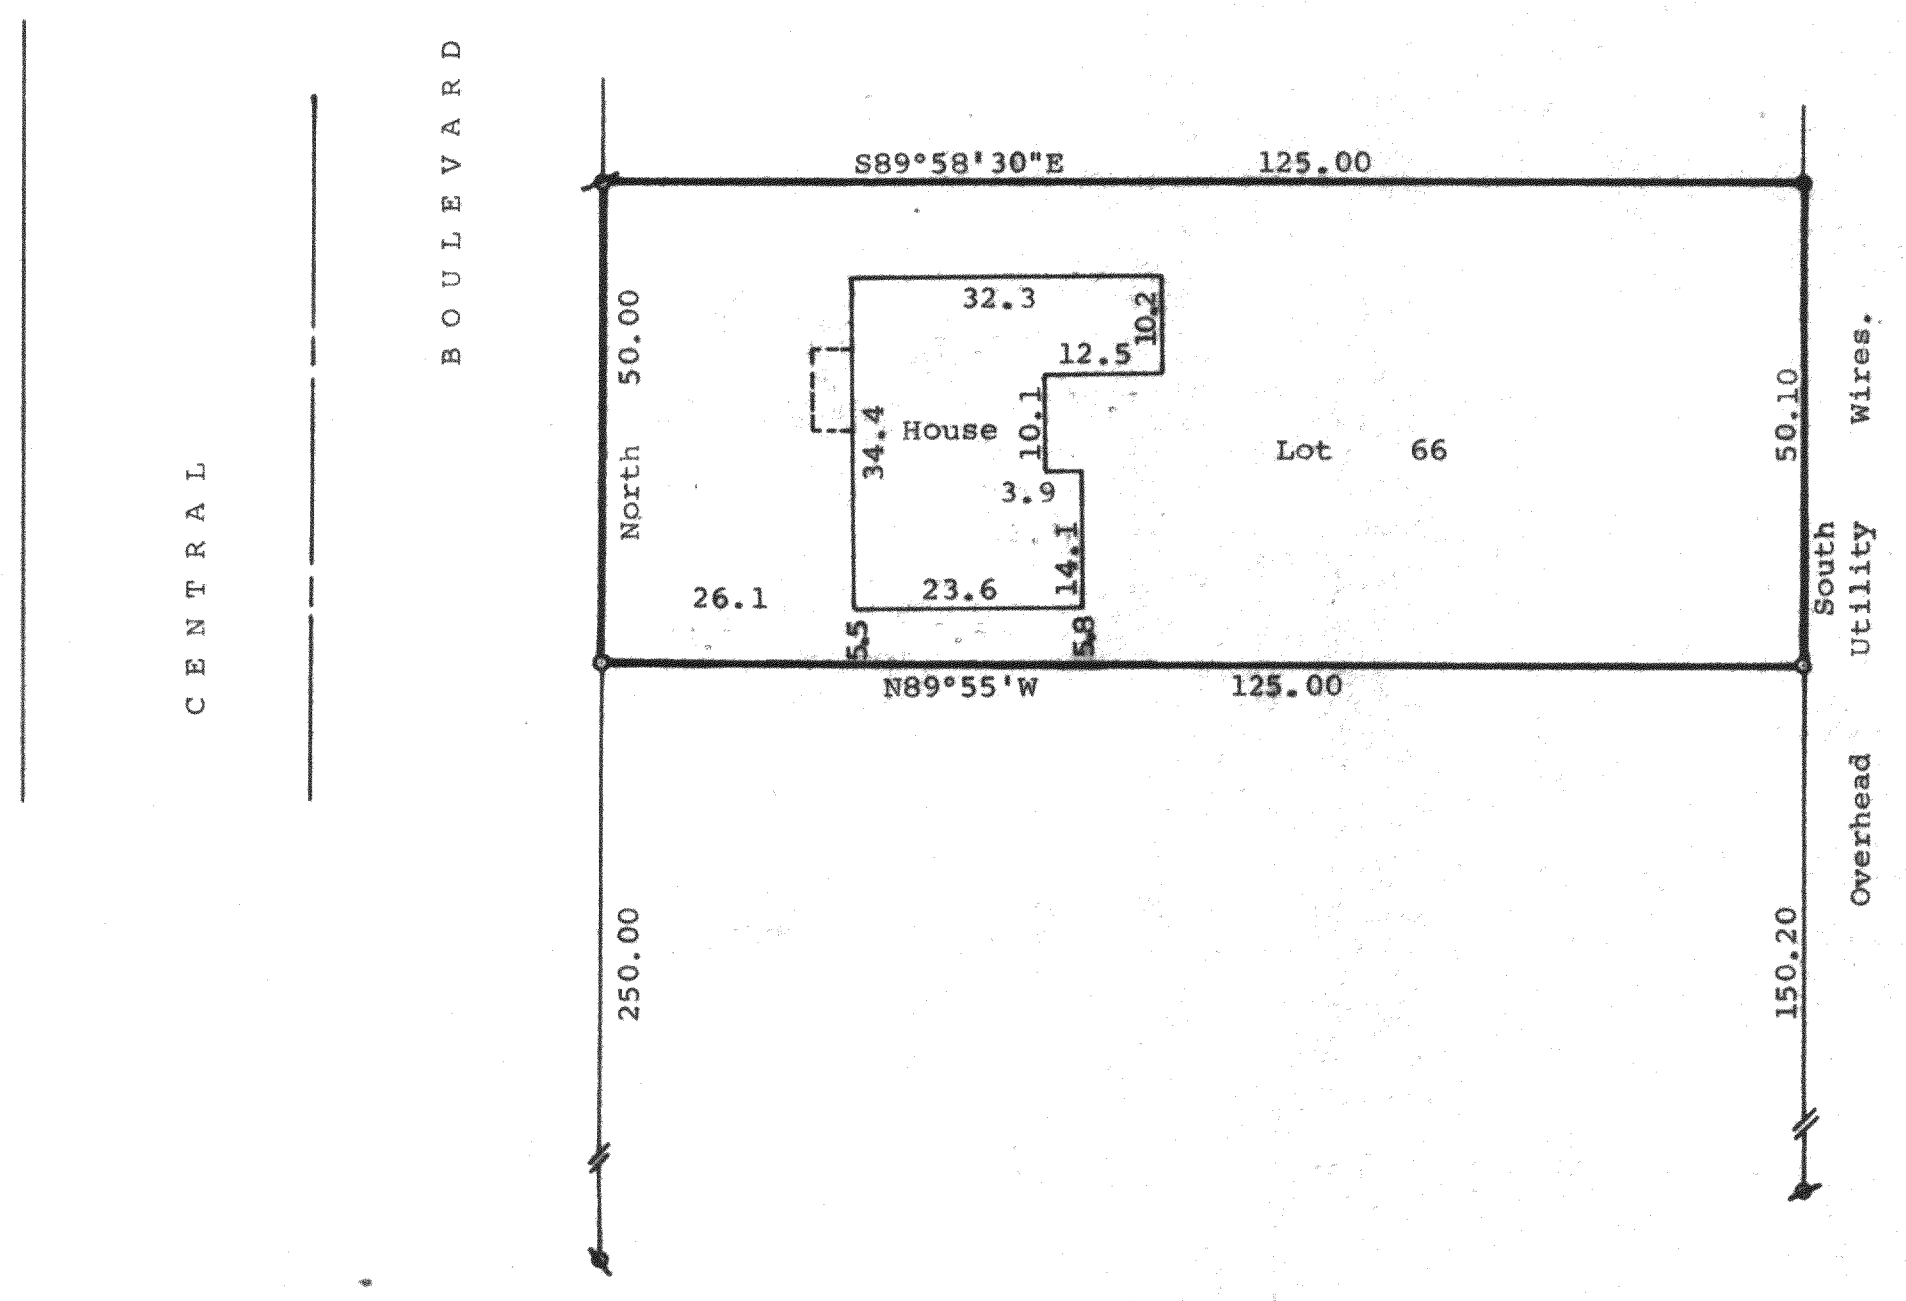 CENTRAL
BOULEVARD
S89°58'30"E 125.00
North 50.00
32.3
10.2
12.5
10.1
34.4
House
3.9
14.1
23.6
26.1
5.5
5.8
Lot 66
50.10
South
N89°55'W 125.00
Overhead Utility Wires.
250.00
150.20